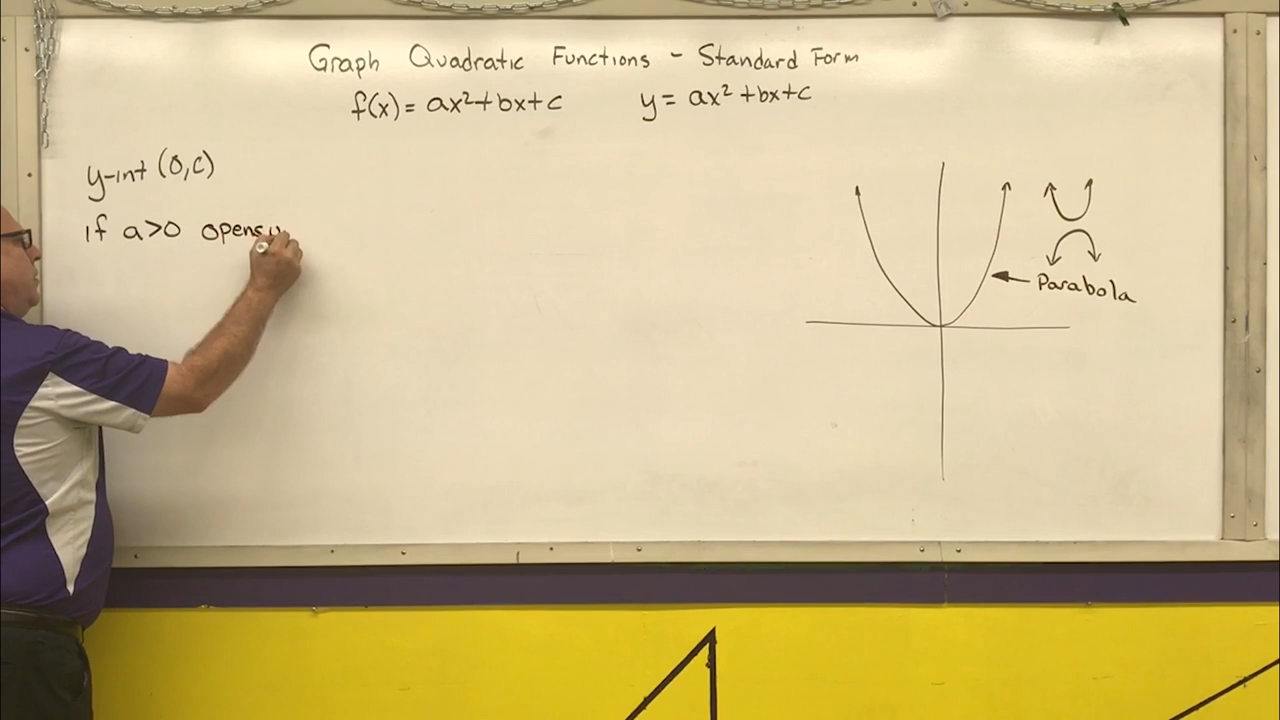 Graph Quadratic Functions - Standard Form
f(x) = ax²+bx+c y = ax²+bx+c
y-int (0,c)
if a>0 opens
Parabola